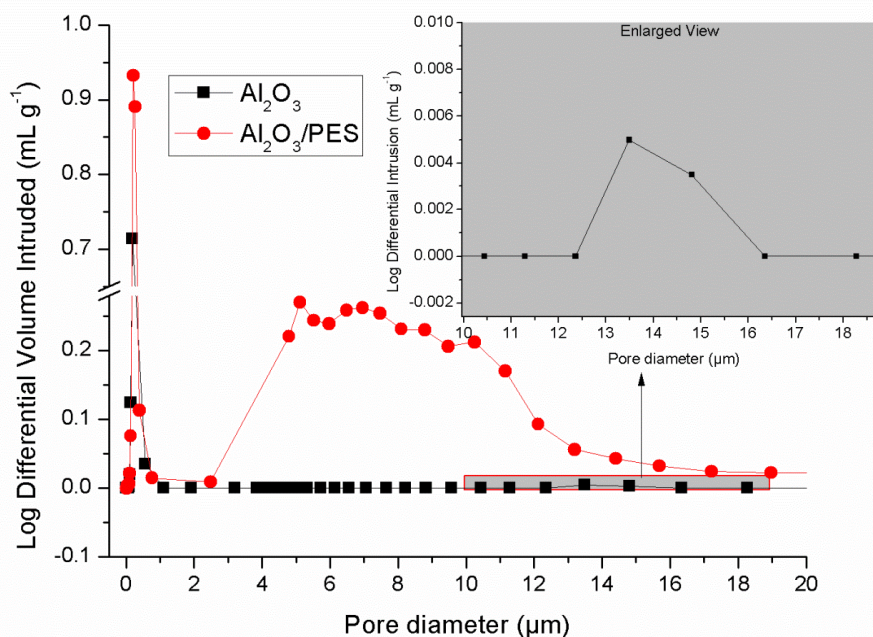 Log Differential Volume Intruded (mL g⁻¹)
1.0
0.9
0.8
0.7
0.2
0.1
0.0
-0.1
Al₂O₃
Al₂O₃/PES
0 2 4 6 8 10 12 14 16 18 20
Pore diameter (µm)
Enlarged View
Log Differential Intrusion (mL g⁻¹)
0.010
0.008
0.006
0.004
0.002
0.000
-0.002
10 11 12 13 14 15 16 17 18
Pore diameter (µm)